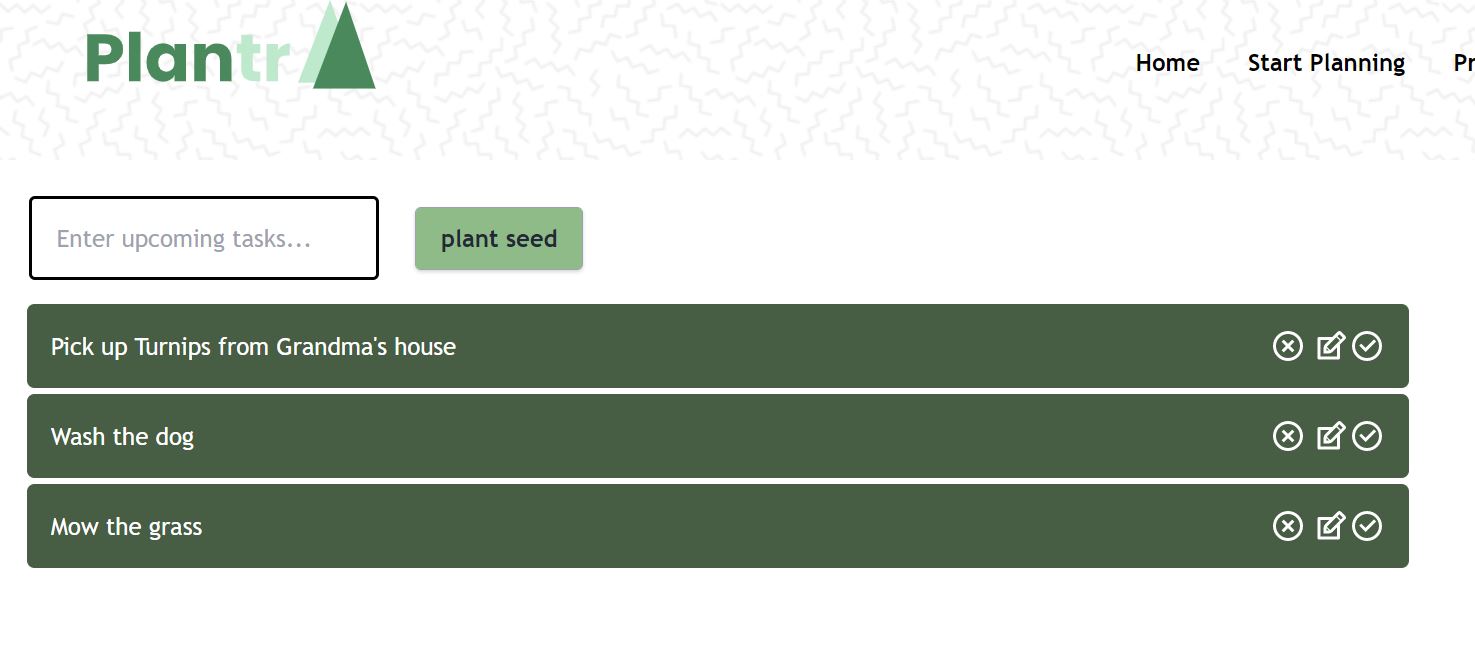 Plantr
Home Start Planning Pr
Enter upcoming tasks...
plant seed
Pick up Turnips from Grandma's house
Wash the dog
Mow the grass